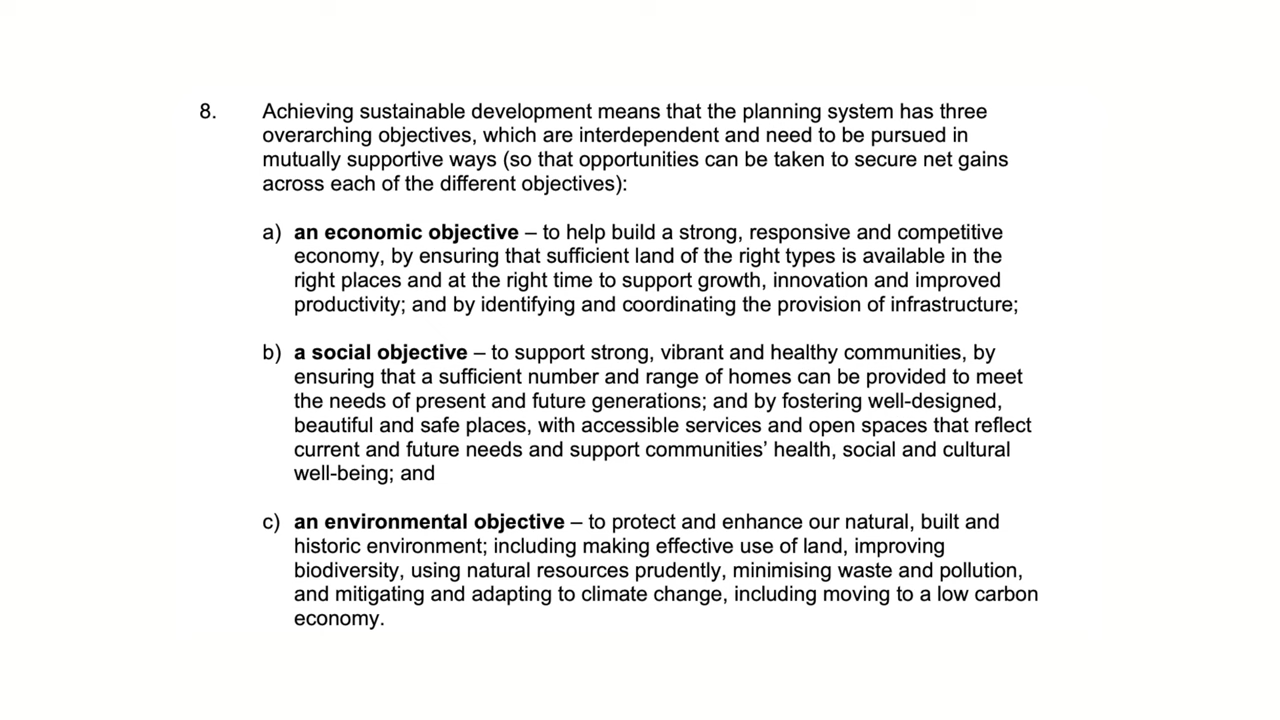 8. Achieving sustainable development means that the planning system has three
overarching objectives, which are interdependent and need to be pursued in
mutually supportive ways (so that opportunities can be taken to secure net gains
across each of the different objectives):
a) an economic objective – to help build a strong, responsive and competitive
economy, by ensuring that sufficient land of the right types is available in the
right places and at the right time to support growth, innovation and improved
productivity; and by identifying and coordinating the provision of infrastructure;
b) a social objective – to support strong, vibrant and healthy communities, by
ensuring that a sufficient number and range of homes can be provided to meet
the needs of present and future generations; and by fostering well-designed,
beautiful and safe places, with accessible services and open spaces that reflect
current and future needs and support communities’ health, social and cultural
well-being; and
c) an environmental objective – to protect and enhance our natural, built and
historic environment; including making effective use of land, improving
biodiversity, using natural resources prudently, minimising waste and pollution,
and mitigating and adapting to climate change, including moving to a low carbon
economy.